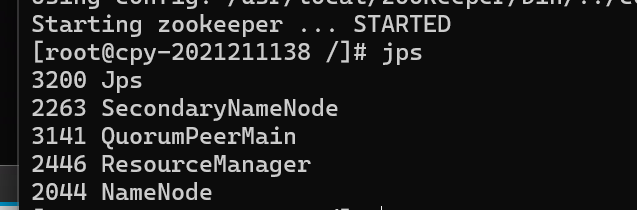 Starting zookeeper ... STARTED
[root@cpy-2021211138 /]# jps
3200 Jps
2263 SecondaryNameNode
3141 QuorumPeerMain
2446 ResourceManager
2044 NameNode